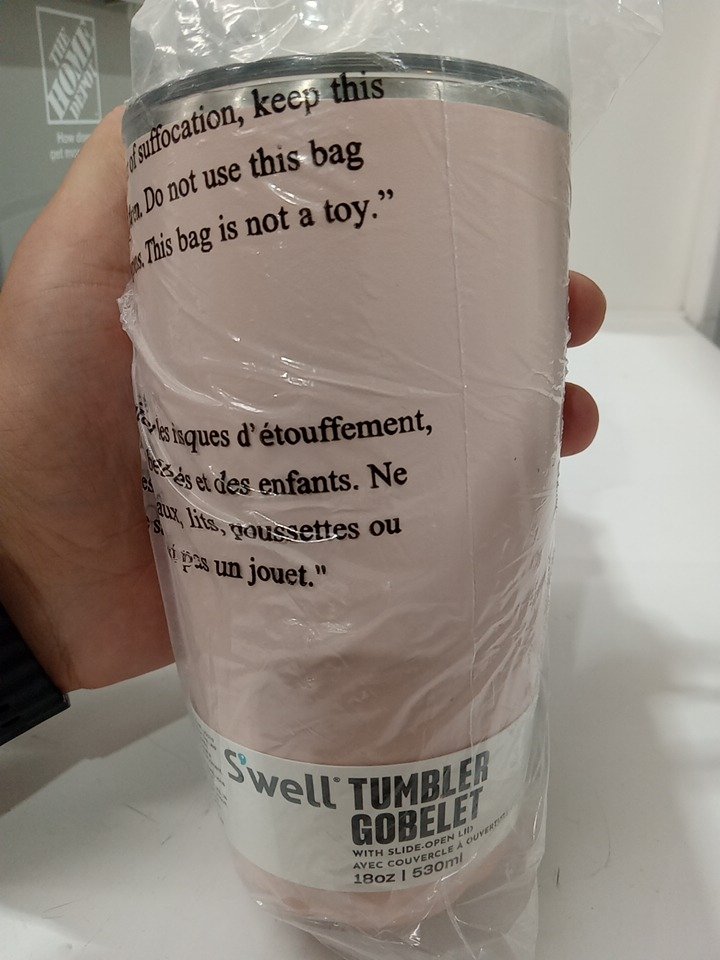 THE
HOME
DEPOT
of suffocation, keep this
Do not use this bag
This bag is not a toy.”
les risques d'étouffement,
et des enfants. Ne
lits, poussettes ou
pas un jouet."
S'well® TUMBLER
GOBELET
WITH SLIDE-OPEN LID
AVEC COUVERCLE À
18oz | 530ml